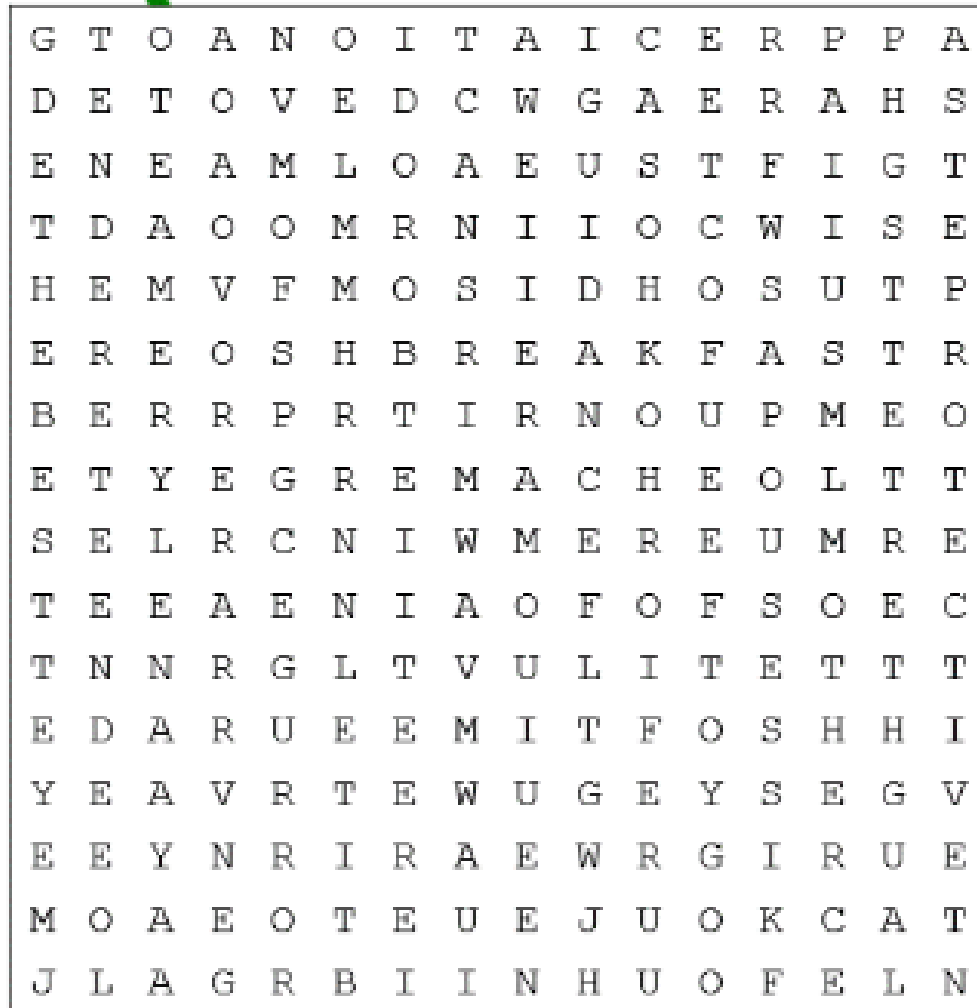 G T O A N O I T A I C E R P P A
D E T O V E D C W G A E R A H S
E N E A M L O A E U S T F I G T
T D A O O M R N I I O C W I S E
H E M V F M O S I D H O S U T P
E R E O S H B R E A K F A S T R
B E R R P R T I R N O U P M E O
E T Y E G R E M A C H E O L T T
S E L R C N I W M E R E U M R E
T E E A E N I A O F O F S O E C
T N N R G L T V U L I T E T T T
E D A R U E E M I T F O S H H I
Y E A V R T E W U G E Y S E G V
E E Y N R I R A E W R G I R U E
M O A E O T E U E J U O K C A T
J L A G R B I I N H U O F E L N